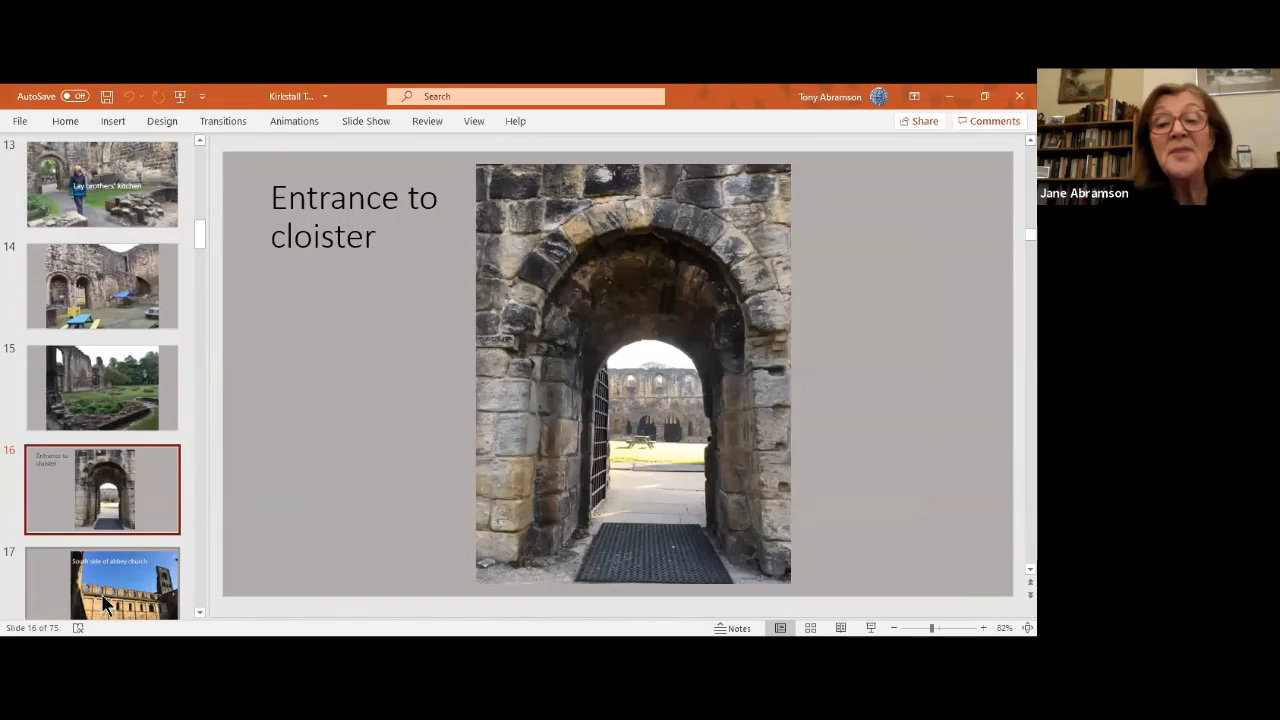 AutoSave Off
Kirkstall T...
Search
Tony Abramson
File Home Insert Design Transitions Animations Slide Show Review View Help
Share Comments
13
Lay brothers' kitchen
14
15
16
Entrance to
cloister
17
South side of abbey church
Entrance to
cloister
Slide 16 of 75
Notes
82%
Jane Abramson